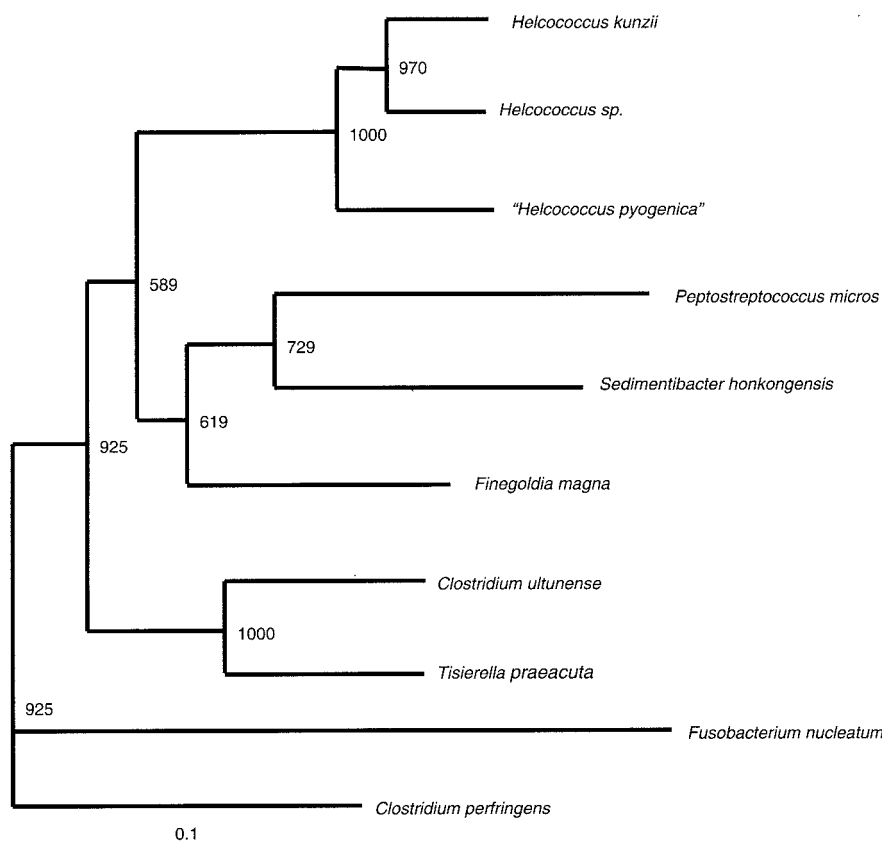 Helcococcus kunzii
970
Helcococcus sp.
1000
“Helcococcus pyogenica”
589
Peptostreptococcus micros
729
Sedimentibacter honkongensis
619
925
Finegoldia magna
Clostridium ultunense
1000
Tisierella praeacuta
925
Fusobacterium nucleatum
Clostridium perfringens
0.1